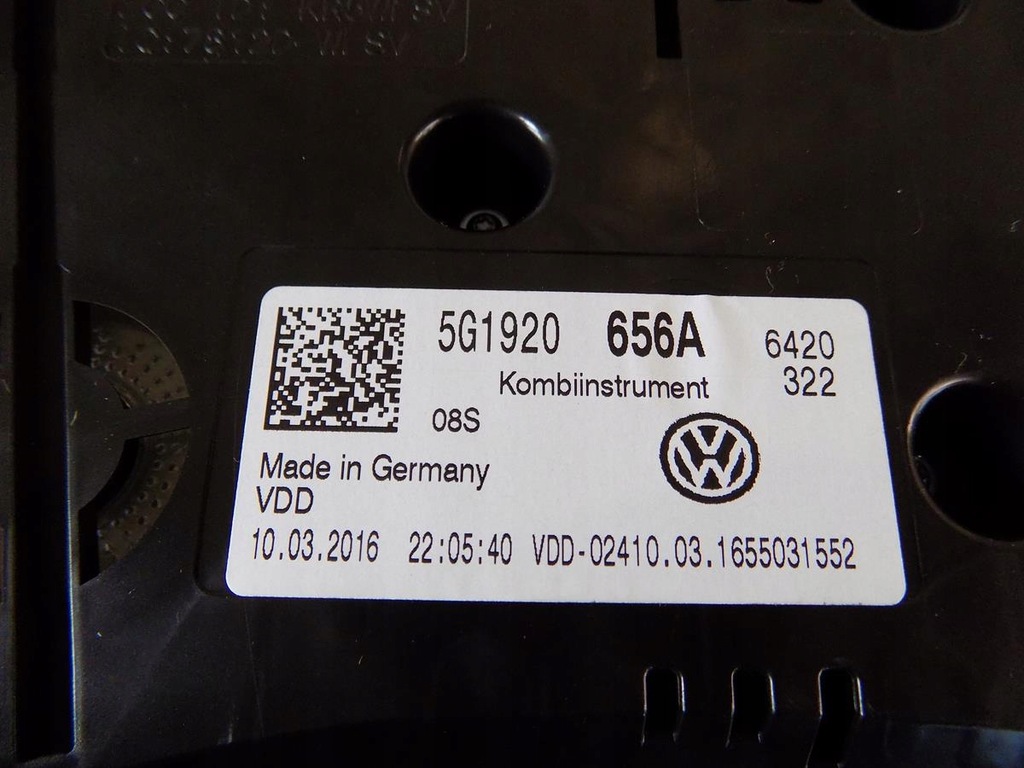 5G1920 656A 6420
Kombiinstrument 322
08S
Made in Germany
VDD
10.03.2016 22:05:40 VDD-02410.03.1655031552